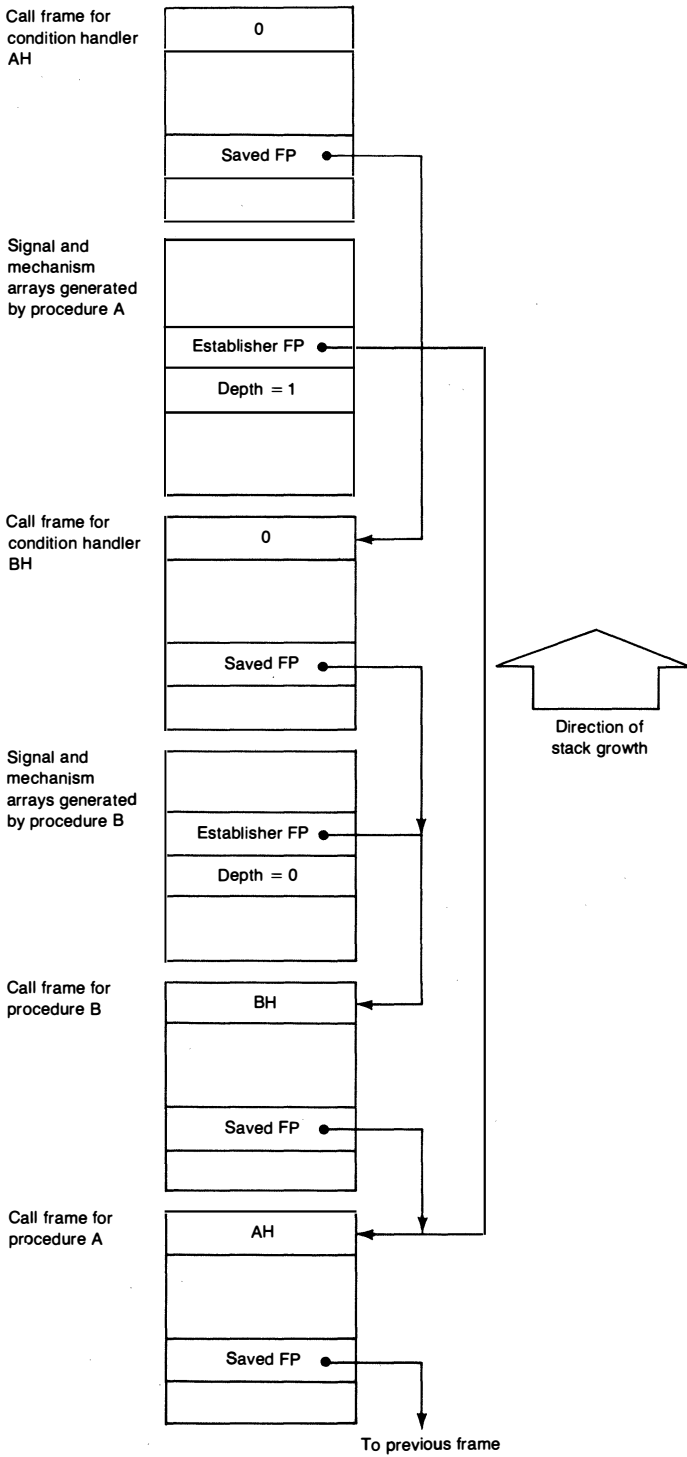 Call frame for
condition handler
AH
0
Saved FP
Signal and
mechanism
arrays generated
by procedure A
Establisher FP
Depth = 1
Call frame for
condition handler
BH
0
Saved FP
Direction of
stack growth
Signal and
mechanism
arrays generated
by procedure B
Establisher FP
Depth = 0
Call frame for
procedure B
BH
Saved FP
Call frame for
procedure A
AH
Saved FP
To previous frame